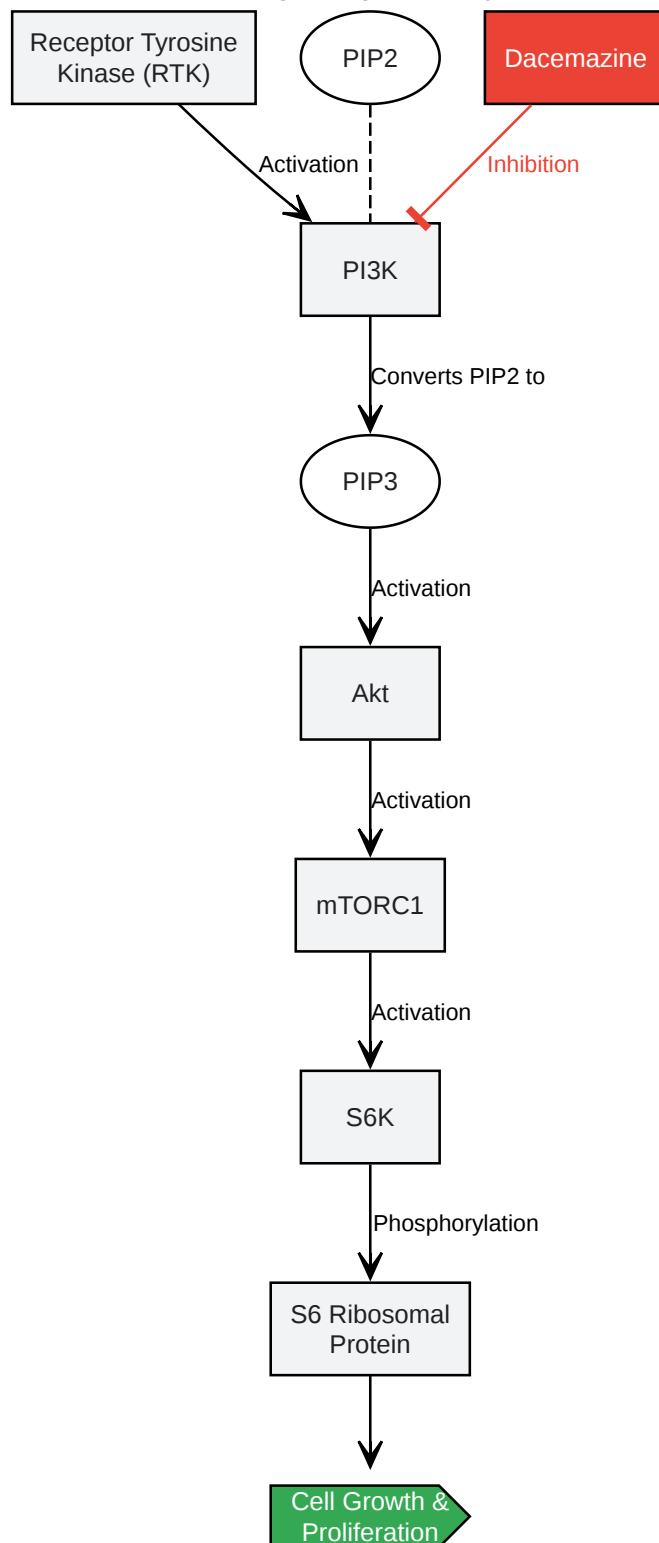 Receptor Tyrosine
Kinase (RTK)
PIP2
Dacemazine
Activation
Inhibition
PI3K
Converts PIP2 to
PIP3
Activation
Akt
Activation
mTORC1
Activation
S6K
Phosphorylation
S6 Ribosomal
Protein
Cell Growth &
Proliferation